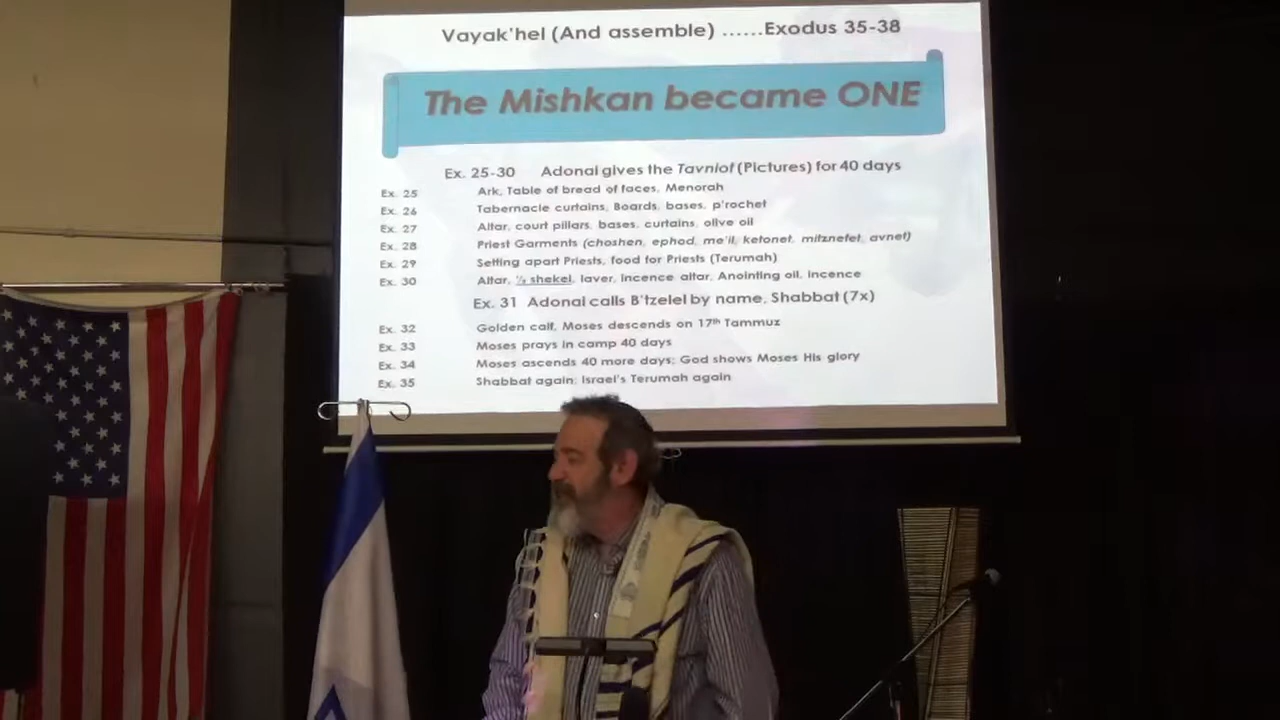 Vayak'hel (And assemble) ......Exodus 35-38
The Mishkan became ONE
Ex. 25-30 Adonai gives the Tavniot (Pictures) for 40 days
Ex. 25 Ark, Table of bread of faces, Menorah
Ex. 26 Tabernacle curtains, Boards, bases, p'rochet
Ex. 27 Altar, court pillars, bases, curtains, olive oil
Ex. 28 Priest Garments (choshen, ephod, me'il, ketonet, mitznefet, avnet)
Ex. 29 Setting apart Priests, food for Priests (Terumah)
Ex. 30 Altar, ½ shekel, laver, Incence altar, Anointing oil, incence
Ex. 31 Adonai calls B'tzelel by name, Shabbat (7x)
Ex. 32 Golden calf, Moses descends on 17th Tammuz
Ex. 33 Moses prays in camp 40 days
Ex. 34 Moses ascends 40 more days; God shows Moses His glory
Ex. 35 Shabbat again; Israel's Terumah again